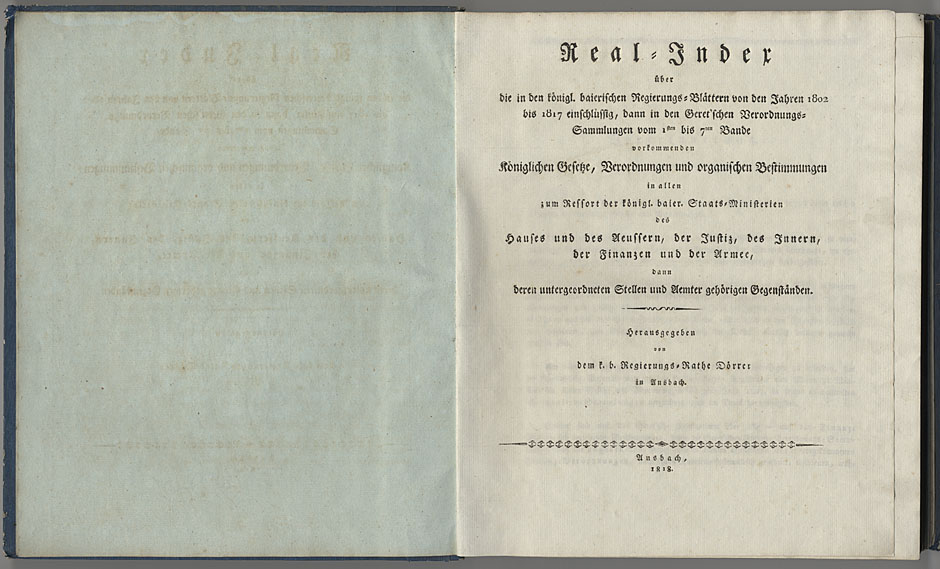 Real-Index
über
die in den königl. baierischen Regierungs-Blättern von den Jahren 1802
bis 1817 einschlüssig, dann in den Geret'schen Verordnungs-
Sammlungen vom 1sten bis 7ten Bande
vorkommenden
Königlichen Gesetze, Verordnungen und organischen Bestimmungen
in allen
zum Ressort der königl. baier. Staats-Ministerien
des
Hauses und des Aeussern, der Justiz, des Innern,
der Finanzen und der Armee,
dann
deren untergeordneten Stellen und Aemter gehörigen Gegenständen.
Herausgegeben
von
dem k. b. Regierungs-Rathe Dörrer
in Ansbach.
Ansbach,
1818.